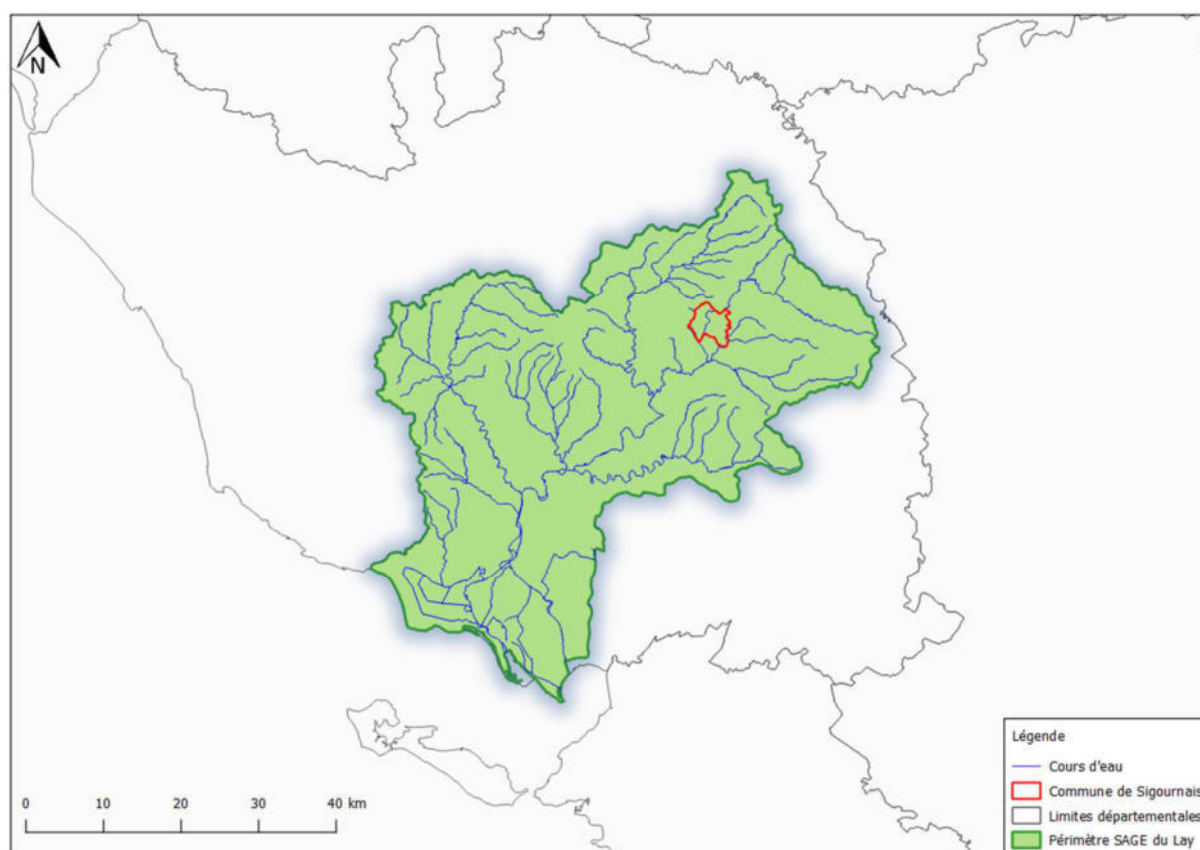 N
0 10 20 30 40 km
Légende
Cours d'eau
Commune de Sigournais
Limites départementales
Périmètre SAGE du Lay